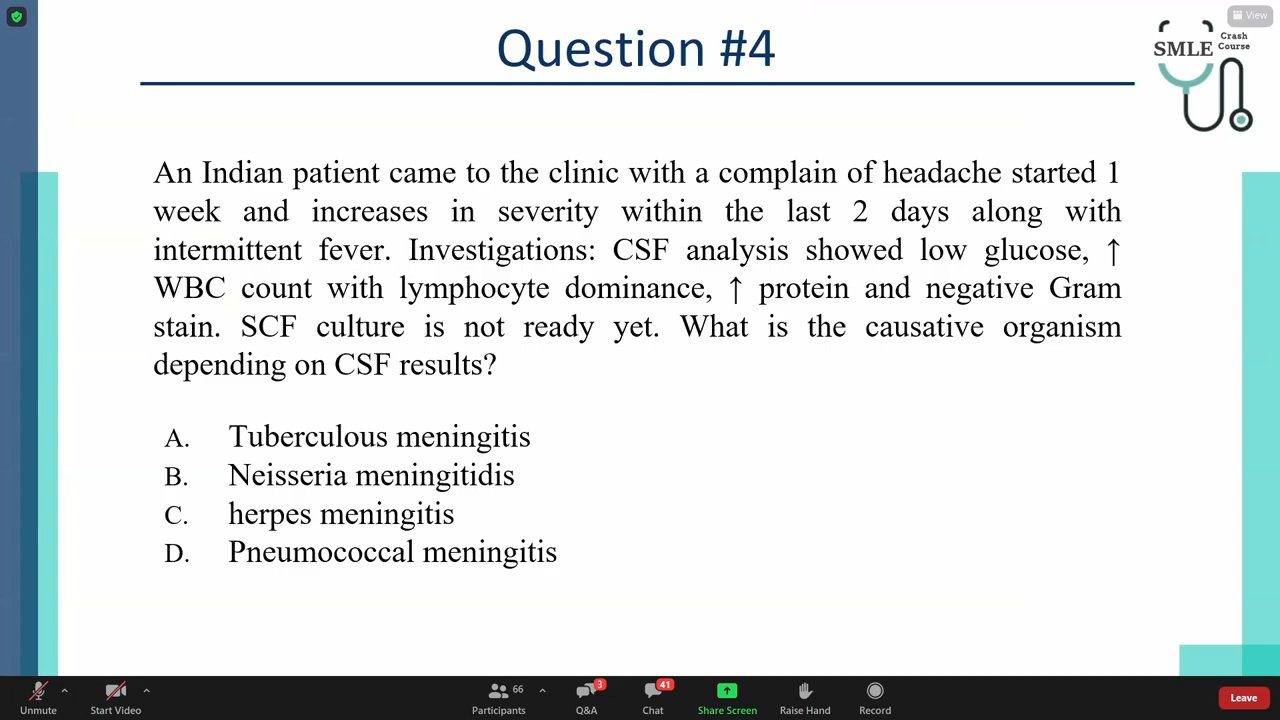 View
Question #4
SMLE Crash Course
An Indian patient came to the clinic with a complain of headache started 1
week and increases in severity within the last 2 days along with
intermittent fever. Investigations: CSF analysis showed low glucose, ↑
WBC count with lymphocyte dominance, ↑ protein and negative Gram
stain. SCF culture is not ready yet. What is the causative organism
depending on CSF results?
A. Tuberculous meningitis
B. Neisseria meningitidis
C. herpes meningitis
D. Pneumococcal meningitis
66 3 41
Unmute Start Video Participants Q&A Chat Share Screen Raise Hand Record Leave